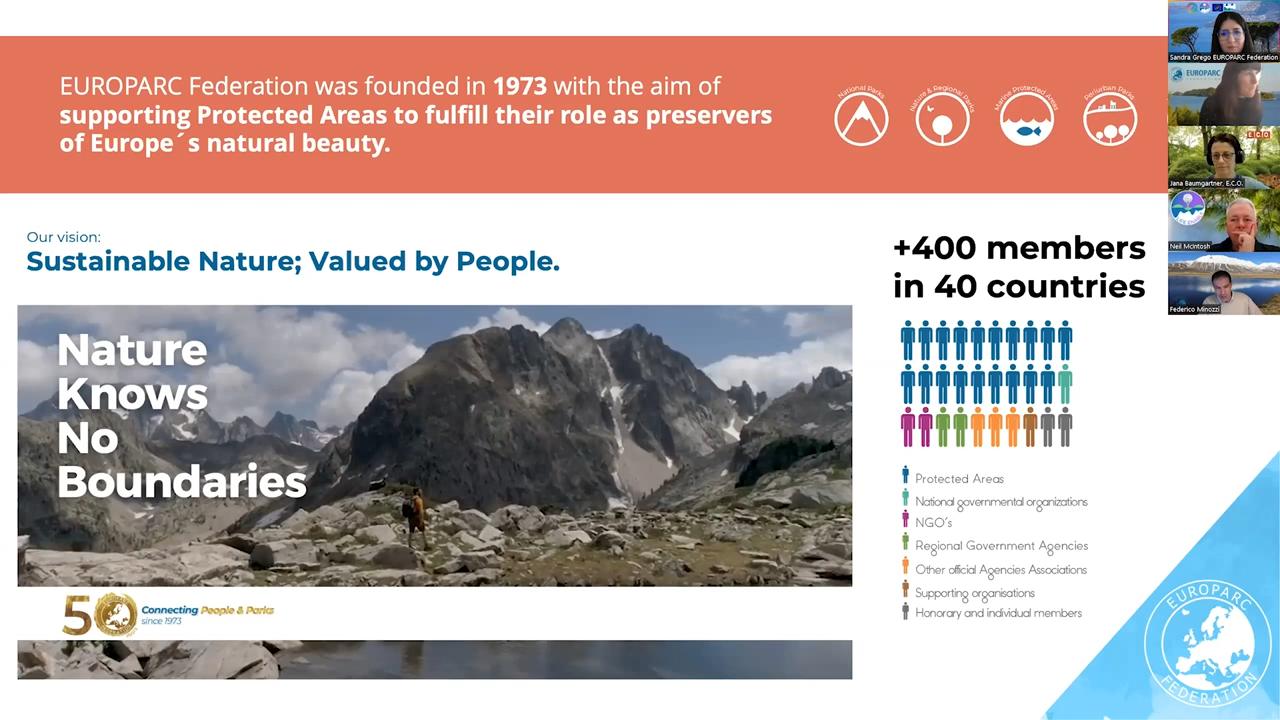 EUROPARC Federation was founded in 1973 with the aim of
supporting Protected Areas to fulfill their role as preservers
of Europe´s natural beauty.
National Parks
Nature & Regional Parks
Marine Protected Areas
Periurban Parks
Our vision:
Sustainable Nature; Valued by People.
Nature
Knows
No
Boundaries
50
Connecting People & Parks
since 1973
+400 members
in 40 countries
Protected Areas
National governmental organizations
NGO's
Regional Government Agencies
Other official Agencies Associations
Supporting organisations
Honorary and individual members
EUROPARC
FEDERATION
Sandra Grego EUROPARC Federation
EUROPARC
E.C.O.
Jana Baumgartner, E.C.O.
Neil McIntosh
Federico Minozzi